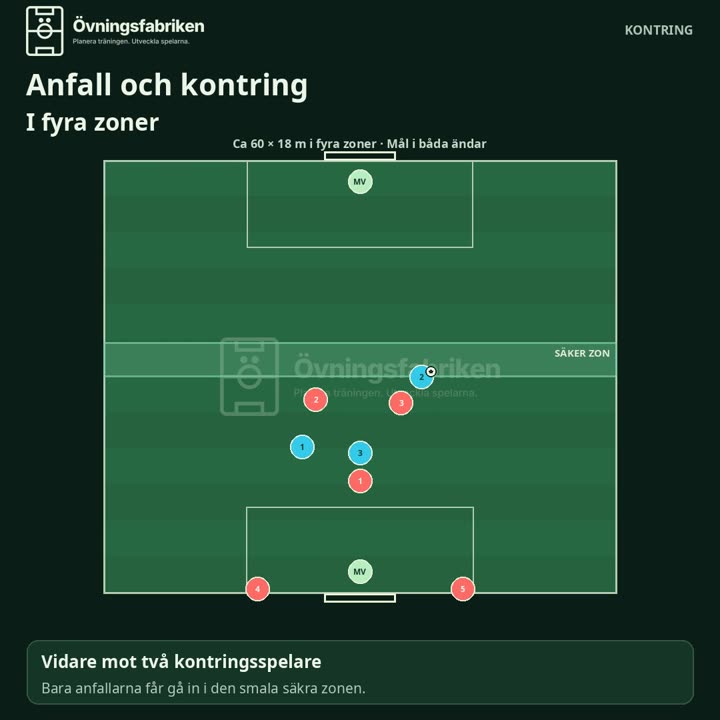 Övningsfabriken
Planera träningen. Utveckla spelarna.
KONTRING
Anfall och kontring
I fyra zoner
Ca 60 × 18 m i fyra zoner · Mål i båda ändar
MV
SÄKER ZON
Övningsfabriken
2
Planera träningen. Utveckla spelarna.
2
3
1
3
1
MV
4
5
Vidare mot två kontringsspelare
Bara anfallarna får gå in i den smala säkra zonen.